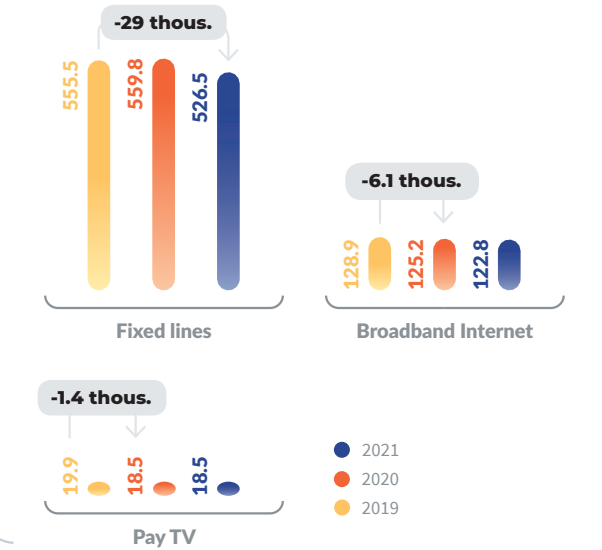 -29 thous.
555.5
559.8
526.5
Fixed lines
-6.1 thous.
128.9
125.2
122.8
Broadband Internet
-1.4 thous.
19.9
18.5
18.5
Pay TV
2021
2020
2019